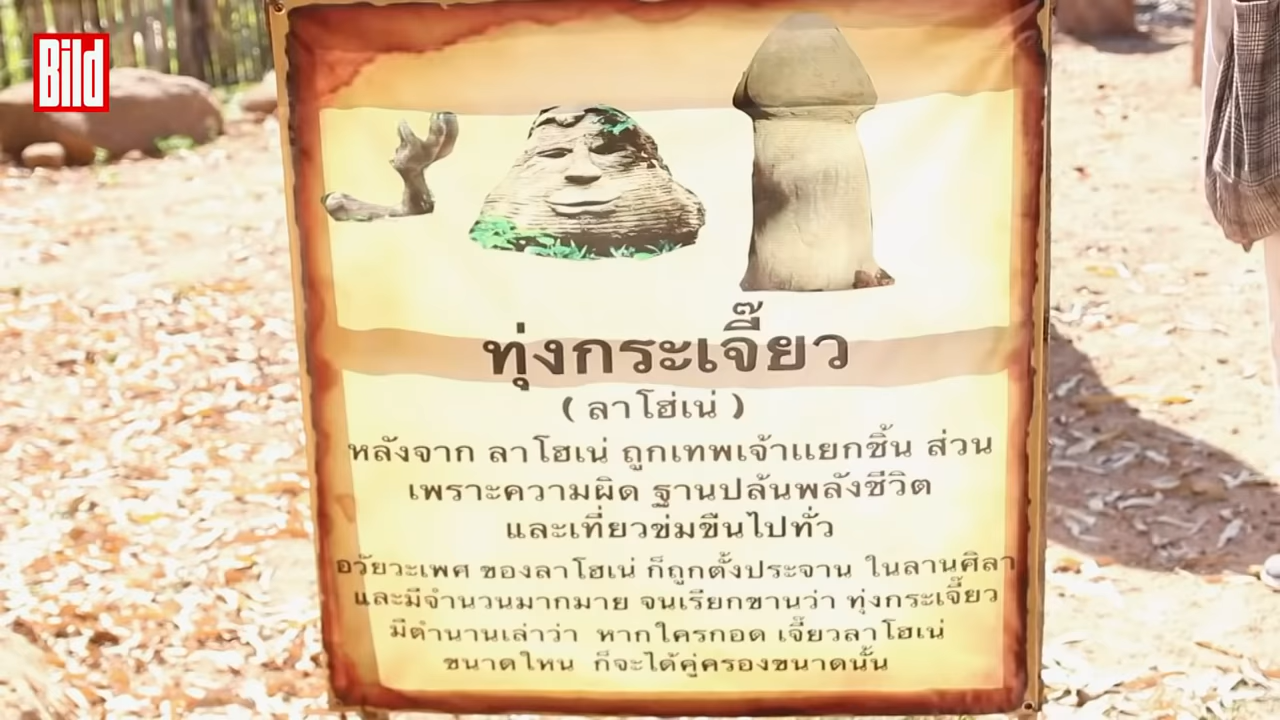 Bild
ทุ่งกระเจี๊ยว
( ลาโฮ่เน่ )
หลังจาก ลาโฮเน่ ถูกเทพเจ้าแยกชิ้น ส่วน
เพราะความผิด ฐานปล้นพลังชีวิต
และเที่ยวข่มขืนไปทั่ว
อวัยวะเพศ ของลาโฮเน่ ก็ถูกตั้งประจาน ในลานศิลา
และมีจำนวนมากมาย จนเรียกขานว่า ทุ่งกระเจี๊ยว
มีตำนานเล่าว่า หากใครกอด เจี๊ยวลาโฮเน่
ขนาดใหน ก็จะได้คู่ครองขนาดนั้น